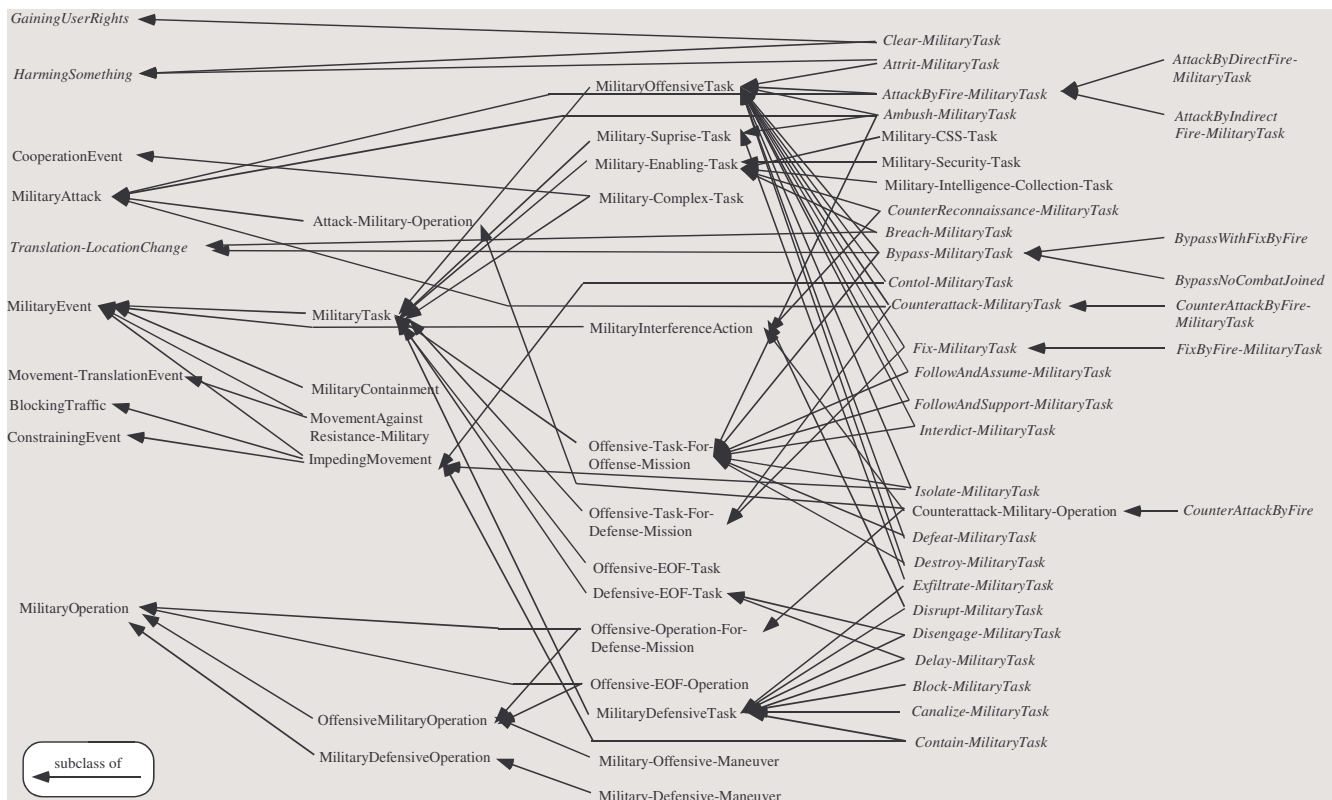 GainingUserRights
HarmingSomething
CooperationEvent
MilitaryAttack
Translation-LocationChange
MilitaryEvent
Movement-TranslationEvent
BlockingTraffic
ConstrainingEvent
MilitaryOperation
subclass of
Attack-Military-Operation
MilitaryTask
MilitaryContainment
MovementAgainst
Resistance-Military
ImpedingMovement
OffensiveMilitaryOperation
MilitaryDefensiveOperation
MilitaryOffensiveTask
Military-Suprise-Task
Military-Enabling-Task
Military-Complex-Task
MilitaryInterferenceAction
Offensive-Task-For-
Offense-Mission
Offensive-Task-For-
Defense-Mission
Offensive-EOF-Task
Defensive-EOF-Task
Offensive-Operation-For-
Defense-Mission
Offensive-EOF-Operation
MilitaryDefensiveTask
Military-Offensive-Maneuver
Military-Defensive-Maneuver
Clear-MilitaryTask
Attrit-MilitaryTask
AttackByFire-MilitaryTask
Ambush-MilitaryTask
Military-CSS-Task
Military-Security-Task
Military-Intelligence-Collection-Task
CounterReconnaissance-MilitaryTask
Breach-MilitaryTask
Bypass-MilitaryTask
Contol-MilitaryTask
Counterattack-MilitaryTask
Fix-MilitaryTask
FollowAndAssume-MilitaryTask
FollowAndSupport-MilitaryTask
Interdict-MilitaryTask
Isolate-MilitaryTask
Counterattack-Military-Operation
Defeat-MilitaryTask
Destroy-MilitaryTask
Exfiltrate-MilitaryTask
Disrupt-MilitaryTask
Disengage-MilitaryTask
Delay-MilitaryTask
Block-MilitaryTask
Canalize-MilitaryTask
Contain-MilitaryTask
AttackByDirectFire-
MilitaryTask
AttackByIndirect
Fire-MilitaryTask
BypassWithFixByFire
BypassNoCombatJoined
CounterAttackByFire-
MilitaryTask
FixByFire-MilitaryTask
CounterAttackByFire